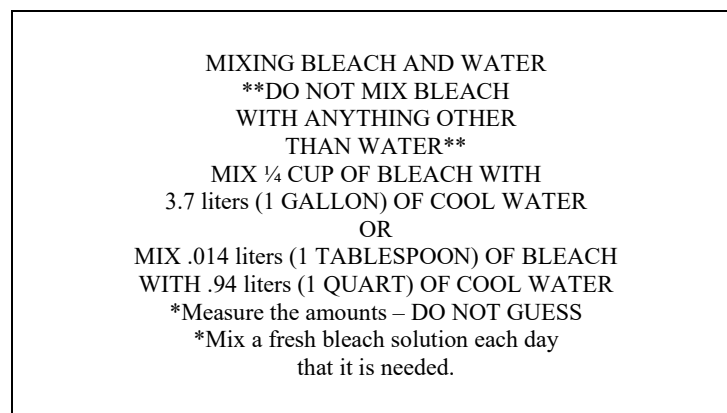 MIXING BLEACH AND WATER
**DO NOT MIX BLEACH
WITH ANYTHING OTHER
THAN WATER**
MIX ¼ CUP OF BLEACH WITH
3.7 liters (1 GALLON) OF COOL WATER
OR
MIX .014 liters (1 TABLESPOON) OF BLEACH
WITH .94 liters (1 QUART) OF COOL WATER
*Measure the amounts – DO NOT GUESS
*Mix a fresh bleach solution each day
that it is needed.